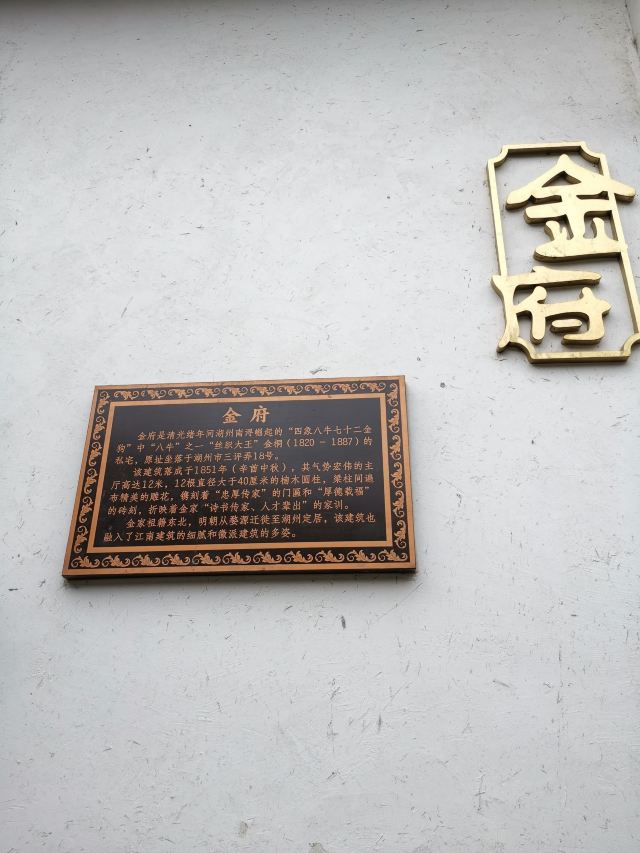 金府
金府
金府是清光绪年间湖州南浔崛起的“四象八牛七十二金
狗”中“八牛”之一“丝织大王”金桐（1820 - 1887）的
私宅，原址坐落于湖州市三评弄18号。
该建筑落成于1851年（辛酋中秋），其气势宏伟的主
厅高达12米，12根直径大于40厘米的楠木圆柱，梁柱间遍
布精美的雕花，镌刻着“忠厚传家”的门匾和“厚德载福”
的砖刻，折映着金家“诗书传家、人才辈出”的家训。
金家祖籍东北，明朝从婺源迁徙至湖州定居，该建筑也
融入了江南建筑的细腻和徽派建筑的多姿。